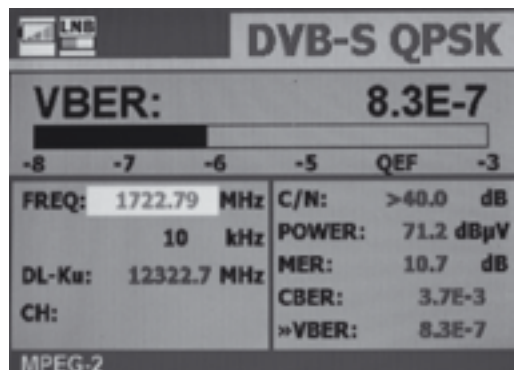 LNB DVB-S QPSK
VBER: 8.3E-7
-8 -7 -6 -5 QEF -3
FREQ: 1722.79 MHz
10 kHz
DL-Ku: 12322.7 MHz
CH:
C/N: >40.0 dB
POWER: 71.2 dBµV
MER: 10.7 dB
CBER: 3.7E-3
»VBER: 8.3E-7
MPEG-2